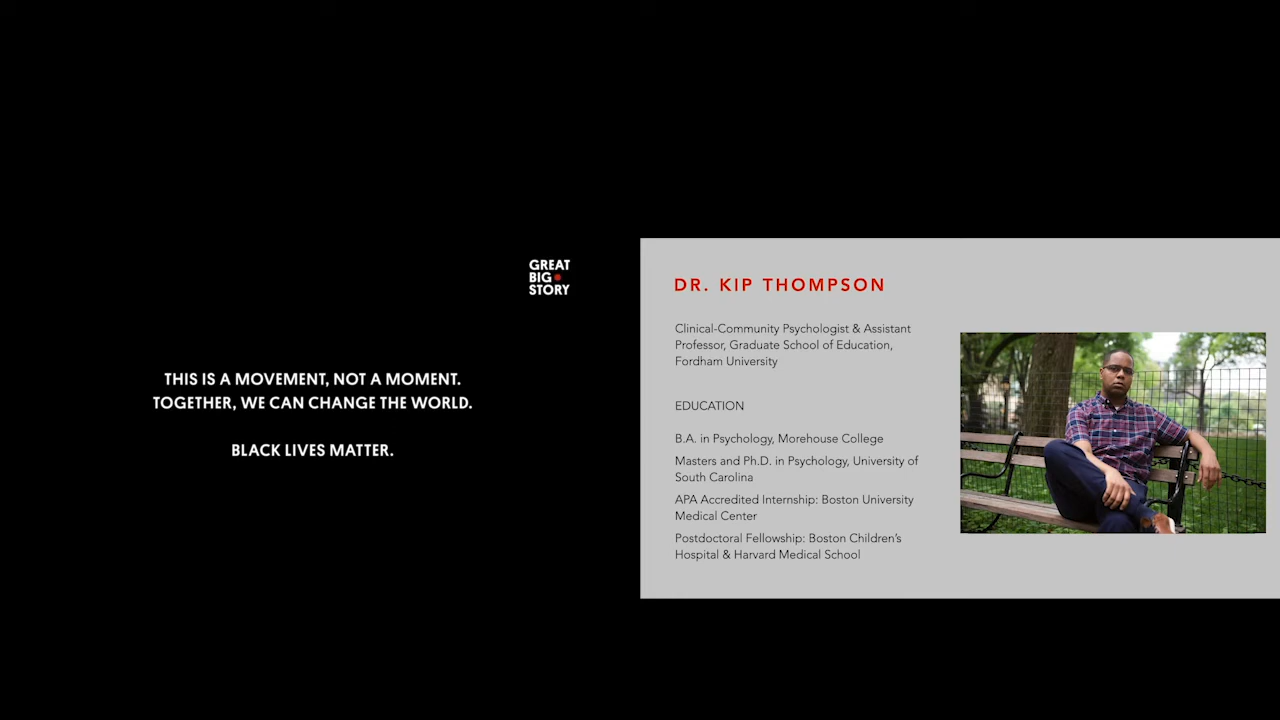 GREAT
BIG
STORY
THIS IS A MOVEMENT, NOT A MOMENT.
TOGETHER, WE CAN CHANGE THE WORLD.
BLACK LIVES MATTER.
DR. KIP THOMPSON
Clinical-Community Psychologist & Assistant
Professor, Graduate School of Education,
Fordham University
EDUCATION
B.A. in Psychology, Morehouse College
Masters and Ph.D. in Psychology, University of
South Carolina
APA Accredited Internship: Boston University
Medical Center
Postdoctoral Fellowship: Boston Children’s
Hospital & Harvard Medical School